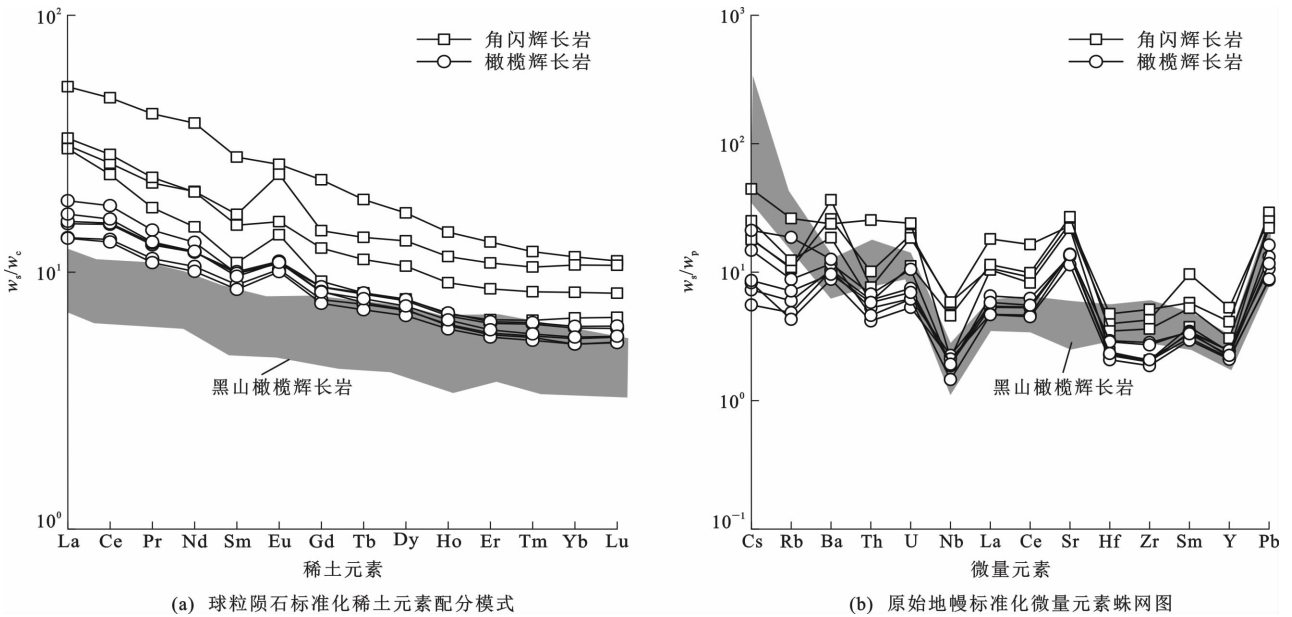 10²
角闪辉长岩
橄榄辉长岩
wₛ/w꜀
10¹
黑山橄榄辉长岩
10⁰
La Ce Pr Nd Sm Eu Gd Tb Dy Ho Er Tm Yb Lu
稀土元素
(a) 球粒陨石标准化稀土元素配分模式
10³
角闪辉长岩
橄榄辉长岩
10²
wₛ/wₚ
10¹
10⁰
黑山橄榄辉长岩
10⁻¹
Cs Rb Ba Th U Nb La Ce Sr Hf Zr Sm Y Pb
微量元素
(b) 原始地幔标准化微量元素蛛网图